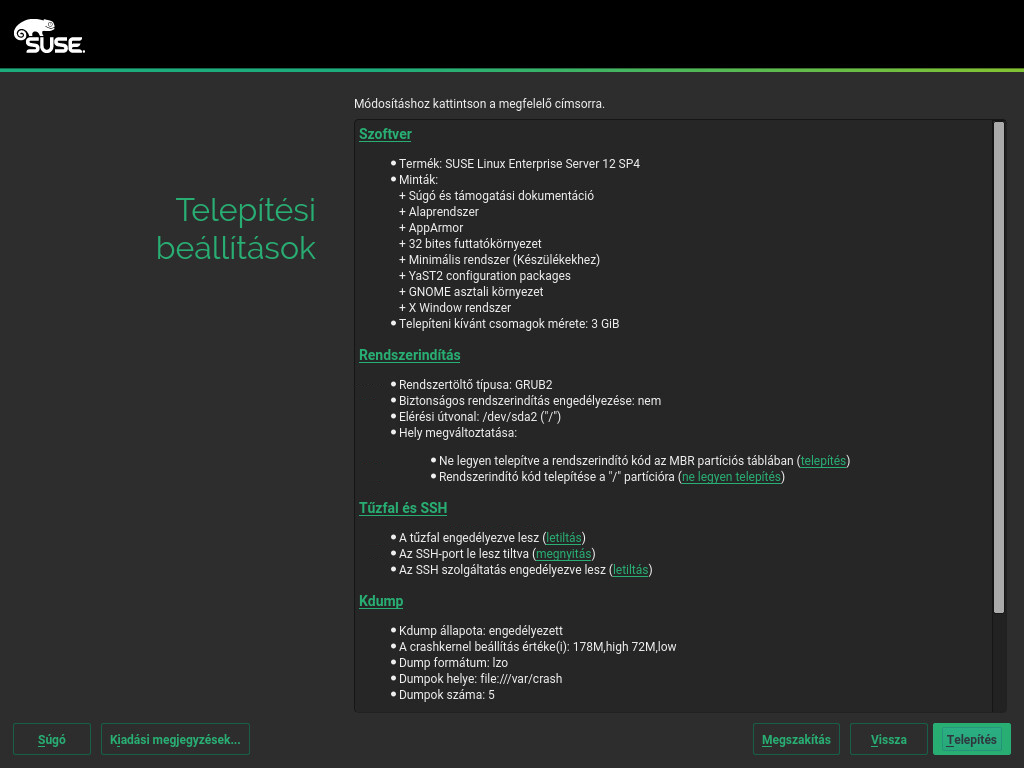 SUSE.
Módosításhoz kattintson a megfelelő címsorra.
Telepítési
beállítások
Szoftver
Termék: SUSE Linux Enterprise Server 12 SP4
Minták:
+ Súgó és támogatási dokumentáció
+ Alaprendszer
+ AppArmor
+ 32 bites futtatókörnyezet
+ Minimális rendszer (Készülékekhez)
+ YaST2 configuration packages
+ GNOME asztali környezet
+ X Window rendszer
Telepíteni kívánt csomagok mérete: 3 GiB
Rendszerindítás
Rendszertöltő típusa: GRUB2
Biztonságos rendszerindítás engedélyezése: nem
Elérési útvonal: /dev/sda2 ("/")
Hely megváltoztatása:
Ne legyen telepítve a rendszerindító kód az MBR partíciós táblában (telepítés)
Rendszerindító kód telepítése a "/" partícióra (ne legyen telepítés)
Tűzfal és SSH
A tűzfal engedélyezve lesz (letiltás)
Az SSH-port le lesz tiltva (megnyitás)
Az SSH szolgáltatás engedélyezve lesz (letiltás)
Kdump
Kdump állapota: engedélyezett
A crashkernel beállítás értéke(i): 178M,high 72M,low
Dump formátum: lzo
Dumpok helye: file:///var/crash
Dumpok száma: 5
Súgó
Kiadási megjegyzések...
Megszakítás
Vissza
Telepítés